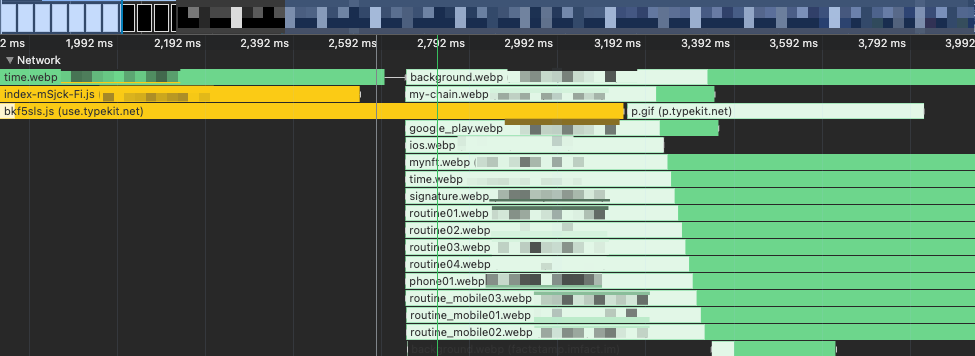 2 ms 1,992 ms 2,192 ms 2,392 ms 2,592 ms 2,792 ms 2,992 ms 3,192 ms 3,392 ms 3,592 ms 3,792 ms 3,992
Network
time.webp background.webp
index-mSjck-Fi.js my-chain.webp
bkf5sls.js (use.typekit.net) p.gif (p.typekit.net)
google_play.webp
ios.webp
mynft.webp
time.webp
signature.webp
routine01.webp
routine02.webp
routine03.webp
routine04.webp
phone01.webp
routine_mobile03.webp
routine_mobile01.webp
routine_mobile02.webp